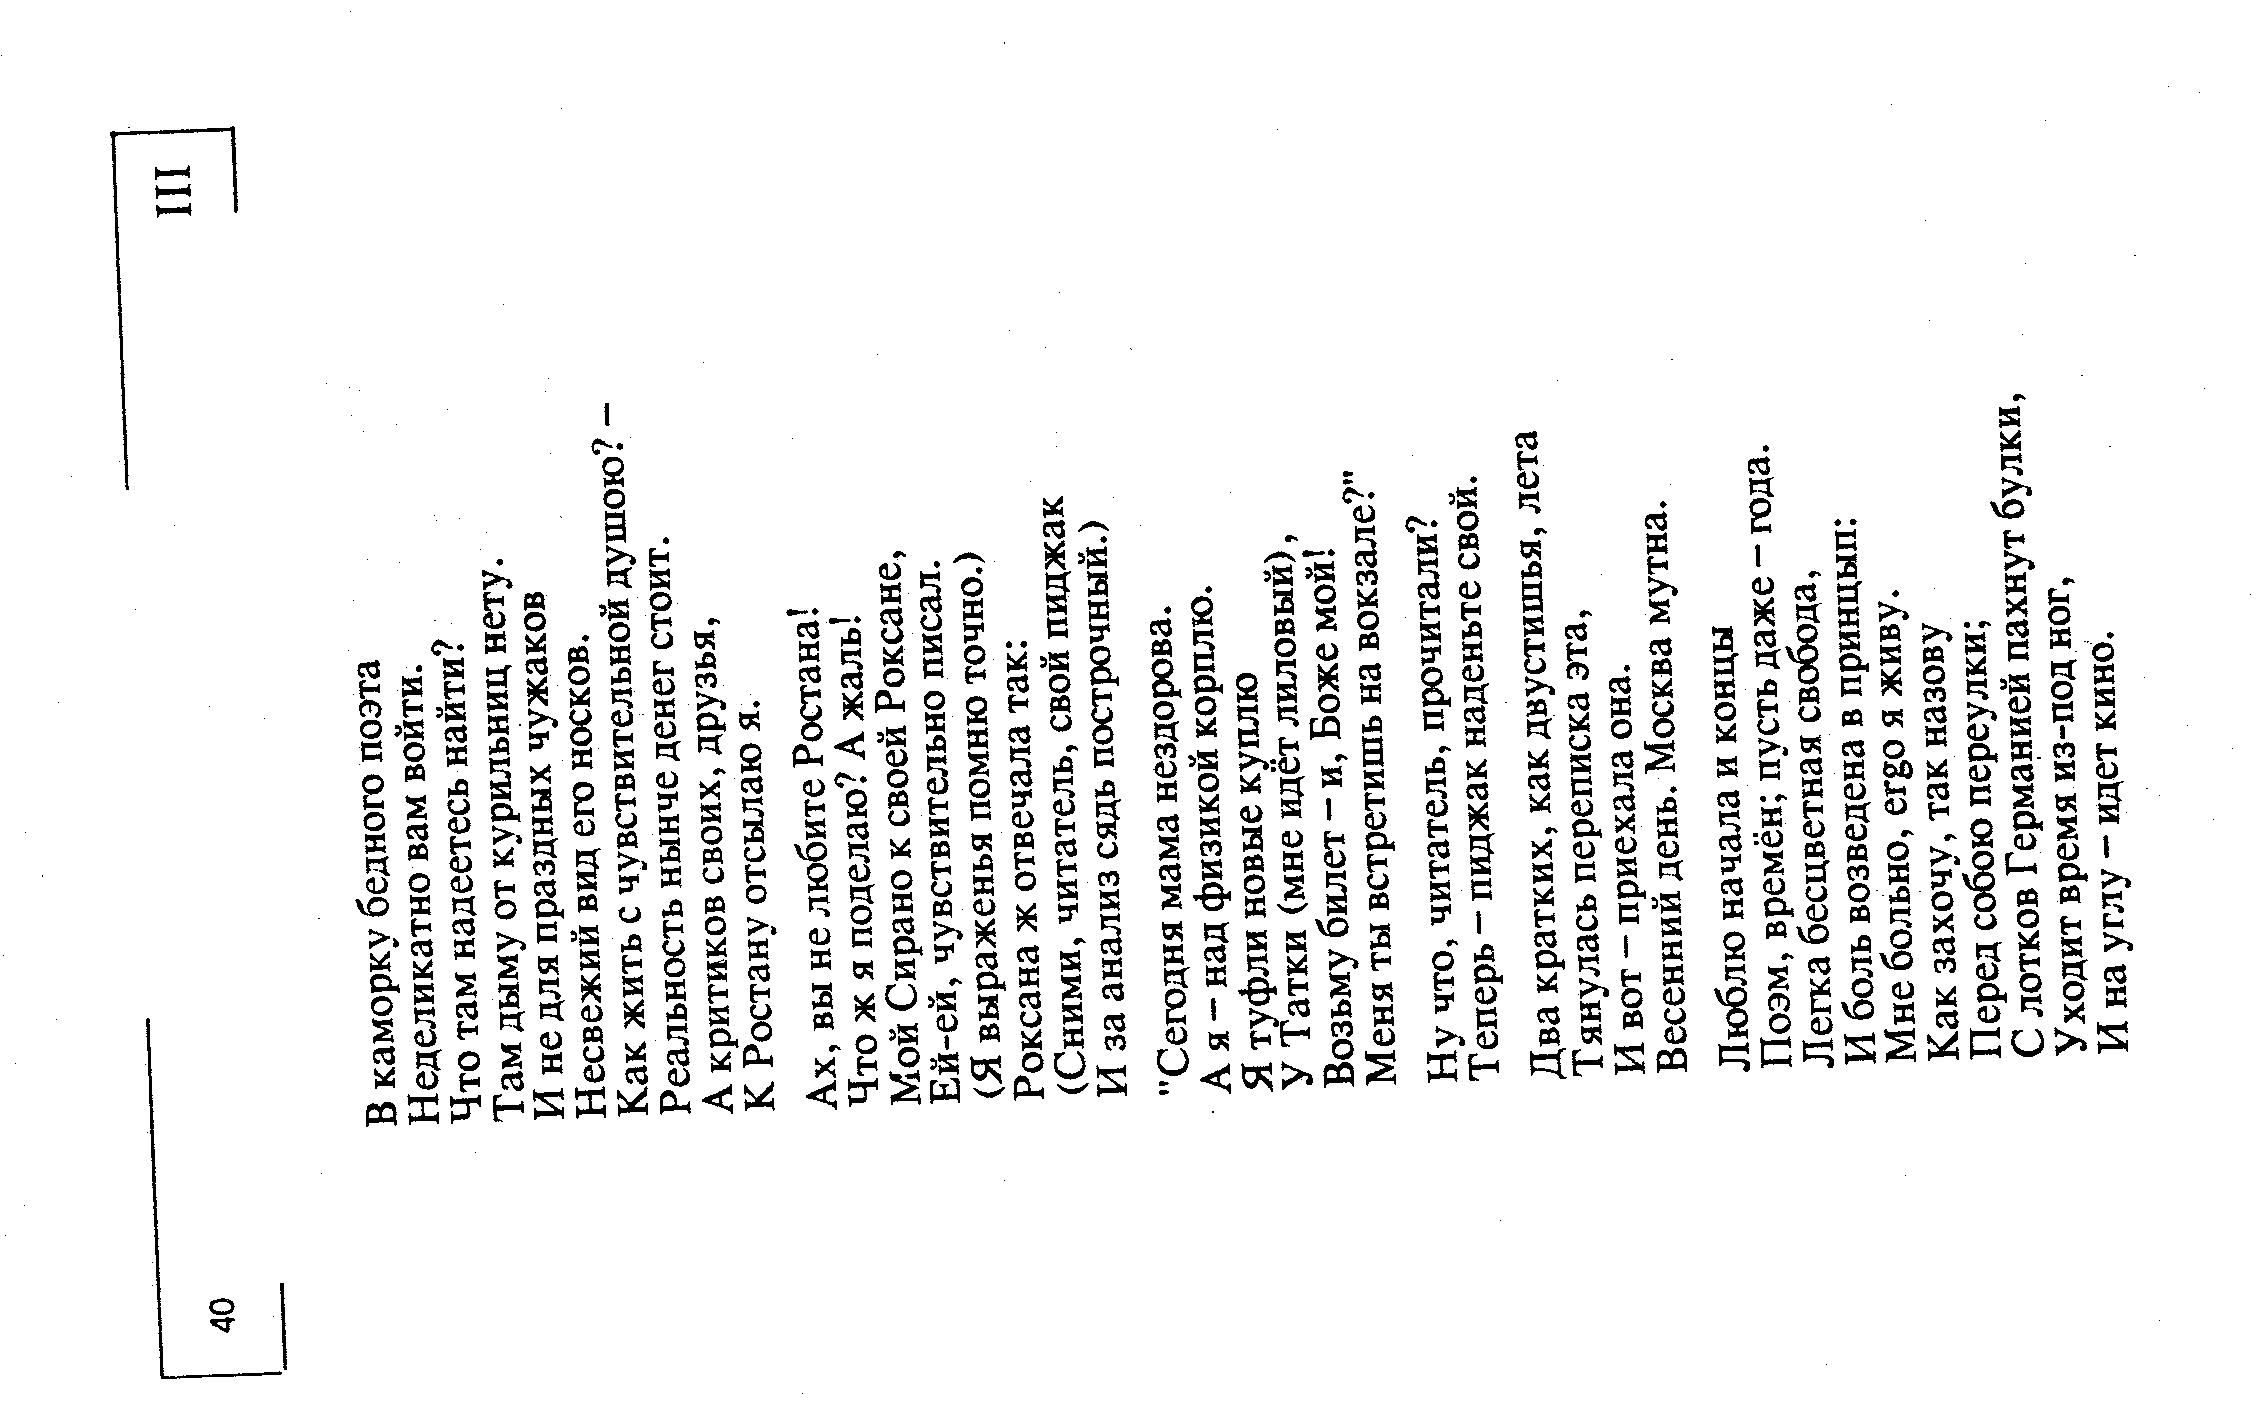 40
III
В каморку бедного поэта
Неделикатно вам войти.
Что там надеетесь найти?
Там дыму от курильниц нету.
И не для праздных чужаков
Несвежий вид его носков.
Как жить с чувствительной душою? –
Реальность нынче денег стоит.
А критиков своих, друзья,
К Ростану отсылаю я.
Ах, вы не любите Ростана!
Что ж я поделаю? А жаль!
Мой Сирано к своей Роксане,
Ей-ей, чувствительно писал.
(Я выраженья помню точно.)
Роксана ж отвечала так:
(Сними, читатель, свой пиджак
И за анализ сядь построчный.)
"Сегодня мама нездорова.
А я – над физикой корплю.
Я туфли новые куплю
У Татки (мне идёт лиловый),
Возьму билет – и, Боже мой!
Меня ты встретишь на вокзале?"
Ну что, читатель, прочитали?
Теперь – пиджак наденьте свой.
Два кратких, как двустишья, лета
Тянулась переписка эта,
И вот – приехала она.
Весенний день. Москва мутна.
Люблю начала и концы
Поэм, времён; пусть даже – года.
Легка бесцветная свобода,
И боль возведена в принцып:
Мне больно, ergo я живу.
Как захочу, так назову
Перед собою переулки;
С лотков Германией пахнут булки,
Уходит время из-под ног,
И на углу – идет кино.